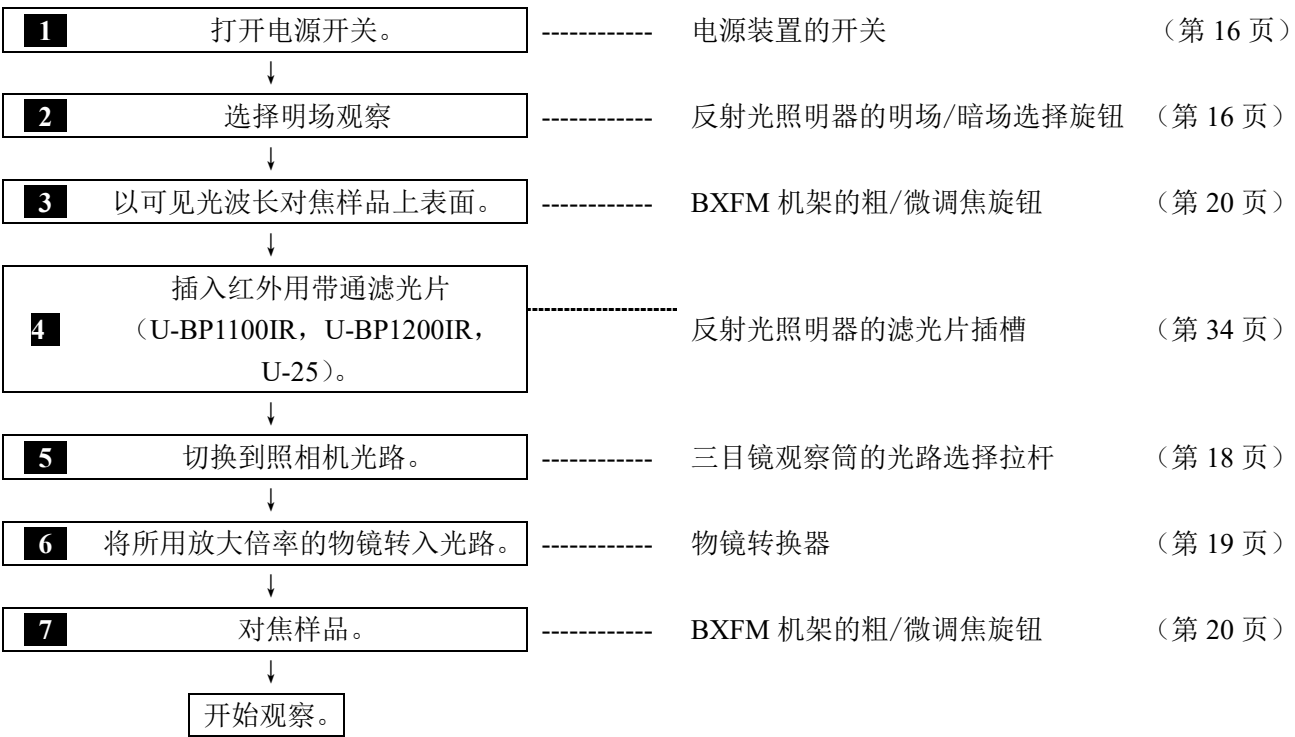 1 打开电源开关。 ------------ 电源装置的开关 （第 16 页）
↓
2 选择明场观察 ------------ 反射光照明器的明场/暗场选择旋钮 （第 16 页）
↓
3 以可见光波长对焦样品上表面。 ------------ BXFM 机架的粗/微调焦旋钮 （第 20 页）
↓
插入红外用带通滤光片
4 （U-BP1100IR，U-BP1200IR， 反射光照明器的滤光片插槽 （第 34 页）
U-25）。
↓
5 切换到照相机光路。 ------------ 三目镜观察筒的光路选择拉杆 （第 18 页）
↓
6 将所用放大倍率的物镜转入光路。 ------------ 物镜转换器 （第 19 页）
↓
7 对焦样品。 ------------ BXFM 机架的粗/微调焦旋钮 （第 20 页）
↓
开始观察。